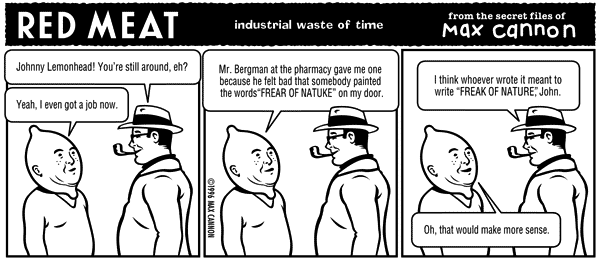 RED MEAT
industrial waste of time
from the secret files of
Max cannon
Johnny Lemonhead! You're still around, eh?
Yeah, I even got a job now.
Mr. Bergman at the pharmacy gave me one
because he felt bad that somebody painted
the words“FREAR OF NATUKE” on my door.
©1996 MAX CANNON
I think whoever wrote it meant to
write “FREAK OF NATURE”, John.
Oh, that would make more sense.